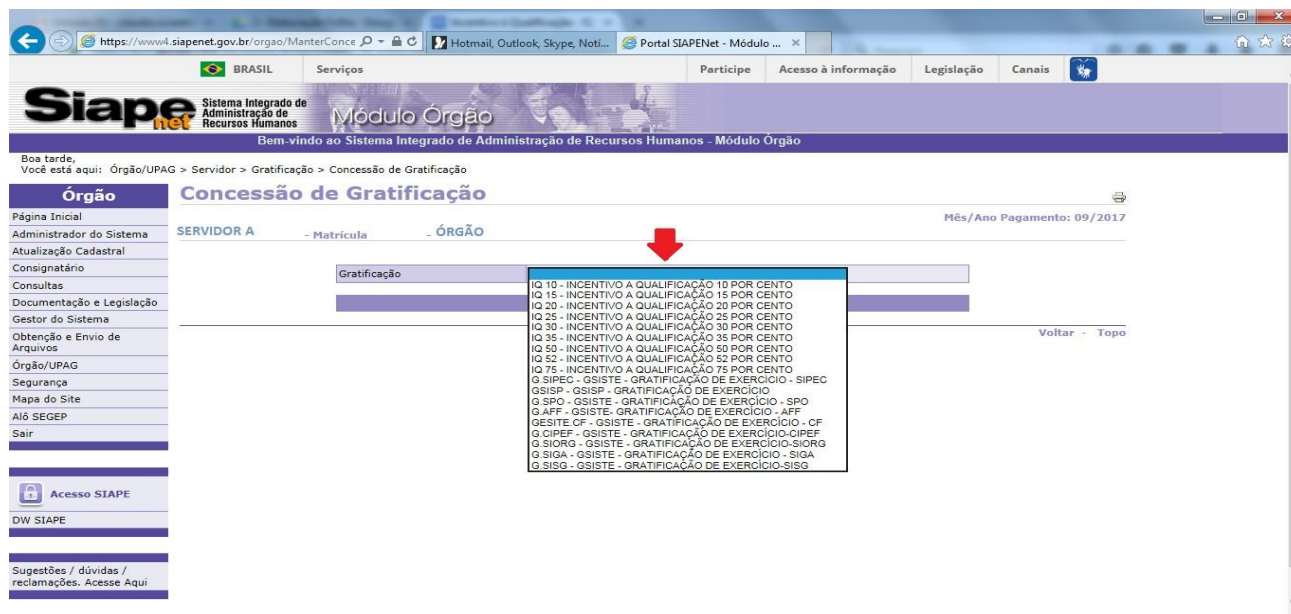 https://www4.siapenet.gov.br/orgao/ManterConce
Hotmail, Outlook, Skype, Notí...
Portal SIAPENet - Módulo ...
BRASIL
Serviços
Participe
Acesso à informação
Legislação
Canais
Siape net
Sistema Integrado de
Administração de
Recursos Humanos
Módulo Órgão
Bem-vindo ao Sistema Integrado de Administração de Recursos Humanos - Módulo Órgão
Boa tarde,
Você está aqui: Órgão/UPAG > Servidor > Gratificação > Concessão de Gratificação
Órgão
Página Inicial
Administrador do Sistema
Atualização Cadastral
Consignatário
Consultas
Documentação e Legislação
Gestor do Sistema
Obtenção e Envio de
Arquivos
Órgão/UPAG
Segurança
Mapa do Site
Alô SEGEP
Sair
Acesso SIAPE
DW SIAPE
Sugestões / dúvidas /
reclamações. Acesse Aqui
Concessão de Gratificação
Mês/Ano Pagamento: 09/2017
SERVIDOR A - Matrícula - ÓRGÃO
Gratificação
IQ 10 - INCENTIVO A QUALIFICAÇÃO 10 POR CENTO
IQ 15 - INCENTIVO A QUALIFICAÇÃO 15 POR CENTO
IQ 20 - INCENTIVO A QUALIFICAÇÃO 20 POR CENTO
IQ 25 - INCENTIVO A QUALIFICAÇÃO 25 POR CENTO
IQ 30 - INCENTIVO A QUALIFICAÇÃO 30 POR CENTO
IQ 35 - INCENTIVO A QUALIFICAÇÃO 35 POR CENTO
IQ 50 - INCENTIVO A QUALIFICAÇÃO 50 POR CENTO
IQ 52 - INCENTIVO A QUALIFICAÇÃO 52 POR CENTO
IQ 75 - INCENTIVO A QUALIFICAÇÃO 75 POR CENTO
G.SIPEC - GSISTE - GRATIFICAÇÃO DE EXERCÍCIO - SIPEC
GSISP - GSISP - GRATIFICAÇÃO DE EXERCÍCIO
G.SPO - GSISTE - GRATIFICAÇÃO DE EXERCÍCIO - SPO
G.AFF - GSISTE- GRATIFICAÇÃO DE EXERCÍCIO - AFF
GESITE.CF - GSISTE - GRATIFICAÇÃO DE EXERCÍCIO - CF
G.CIPEF - GSISTE - GRATIFICAÇÃO DE EXERCÍCIO-CIPEF
G.SIORG - GSISTE - GRATIFICAÇÃO DE EXERCÍCIO-SIORG
G.SIGA - GSISTE - GRATIFICAÇÃO DE EXERCÍCIO - SIGA
G.SISG - GSISTE - GRATIFICAÇÃO DE EXERCÍCIO-SISG
Voltar - Topo